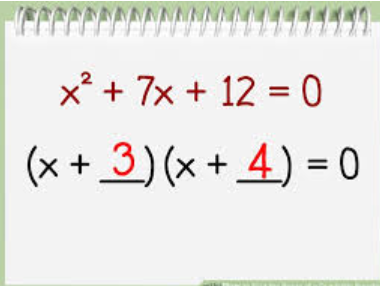 x² + 7x + 12 = 0
(x + 3)(x + 4) = 0